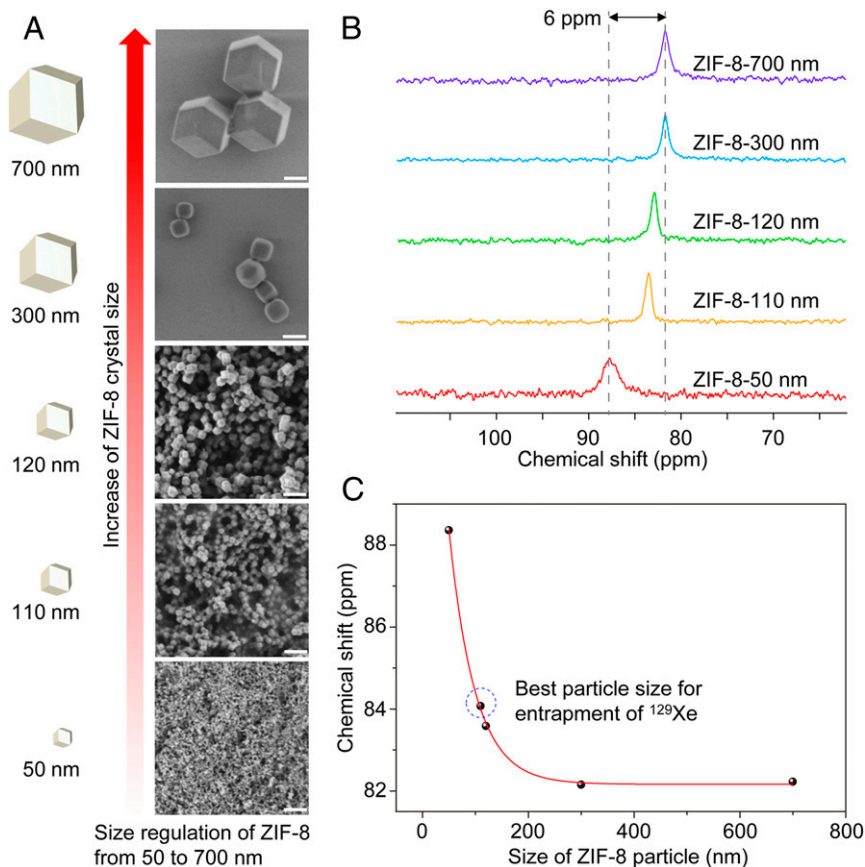 A
700 nm
300 nm
120 nm
110 nm
50 nm
Increase of ZIF-8 crystal size
Size regulation of ZIF-8
from 50 to 700 nm
B
6 ppm
ZIF-8-700 nm
ZIF-8-300 nm
ZIF-8-120 nm
ZIF-8-110 nm
ZIF-8-50 nm
100 90 80 70
Chemical shift (ppm)
C
Chemical shift (ppm)
88
86
84
82
Best particle size for
entrapment of ¹²⁹Xe
0 200 400 600 800
Size of ZIF-8 particle (nm)